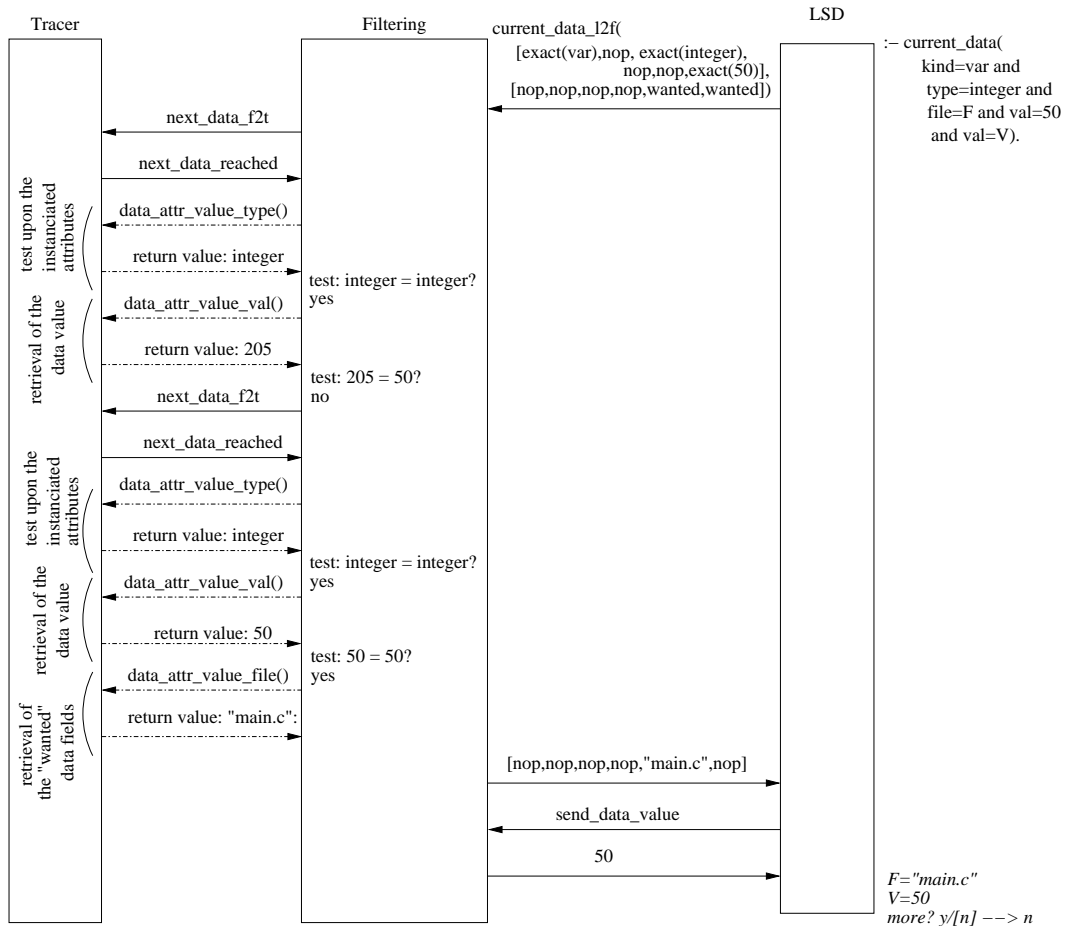 Tracer
Filtering
LSD
current_data_l2f(
[exact(var),nop, exact(integer),
nop,nop,exact(50)],
[nop,nop,nop,nop,wanted,wanted])
:− current_data(
kind=var and
type=integer and
file=F and val=50
and val=V).
next_data_f2t
next_data_reached
test upon the
instanciated
attributes
data_attr_value_type()
return value: integer
test: integer = integer?
yes
retrieval of the
data value
data_attr_value_val()
return value: 205
test: 205 = 50?
no
next_data_f2t
next_data_reached
test upon the
instanciated
attributes
data_attr_value_type()
return value: integer
test: integer = integer?
yes
retrieval of the
data value
data_attr_value_val()
return value: 50
test: 50 = 50?
yes
retrieval of
the "wanted"
data fields
data_attr_value_file()
return value: "main.c":
[nop,nop,nop,nop,"main.c",nop]
send_data_value
50
F="main.c"
V=50
more? y/[n] −−> n